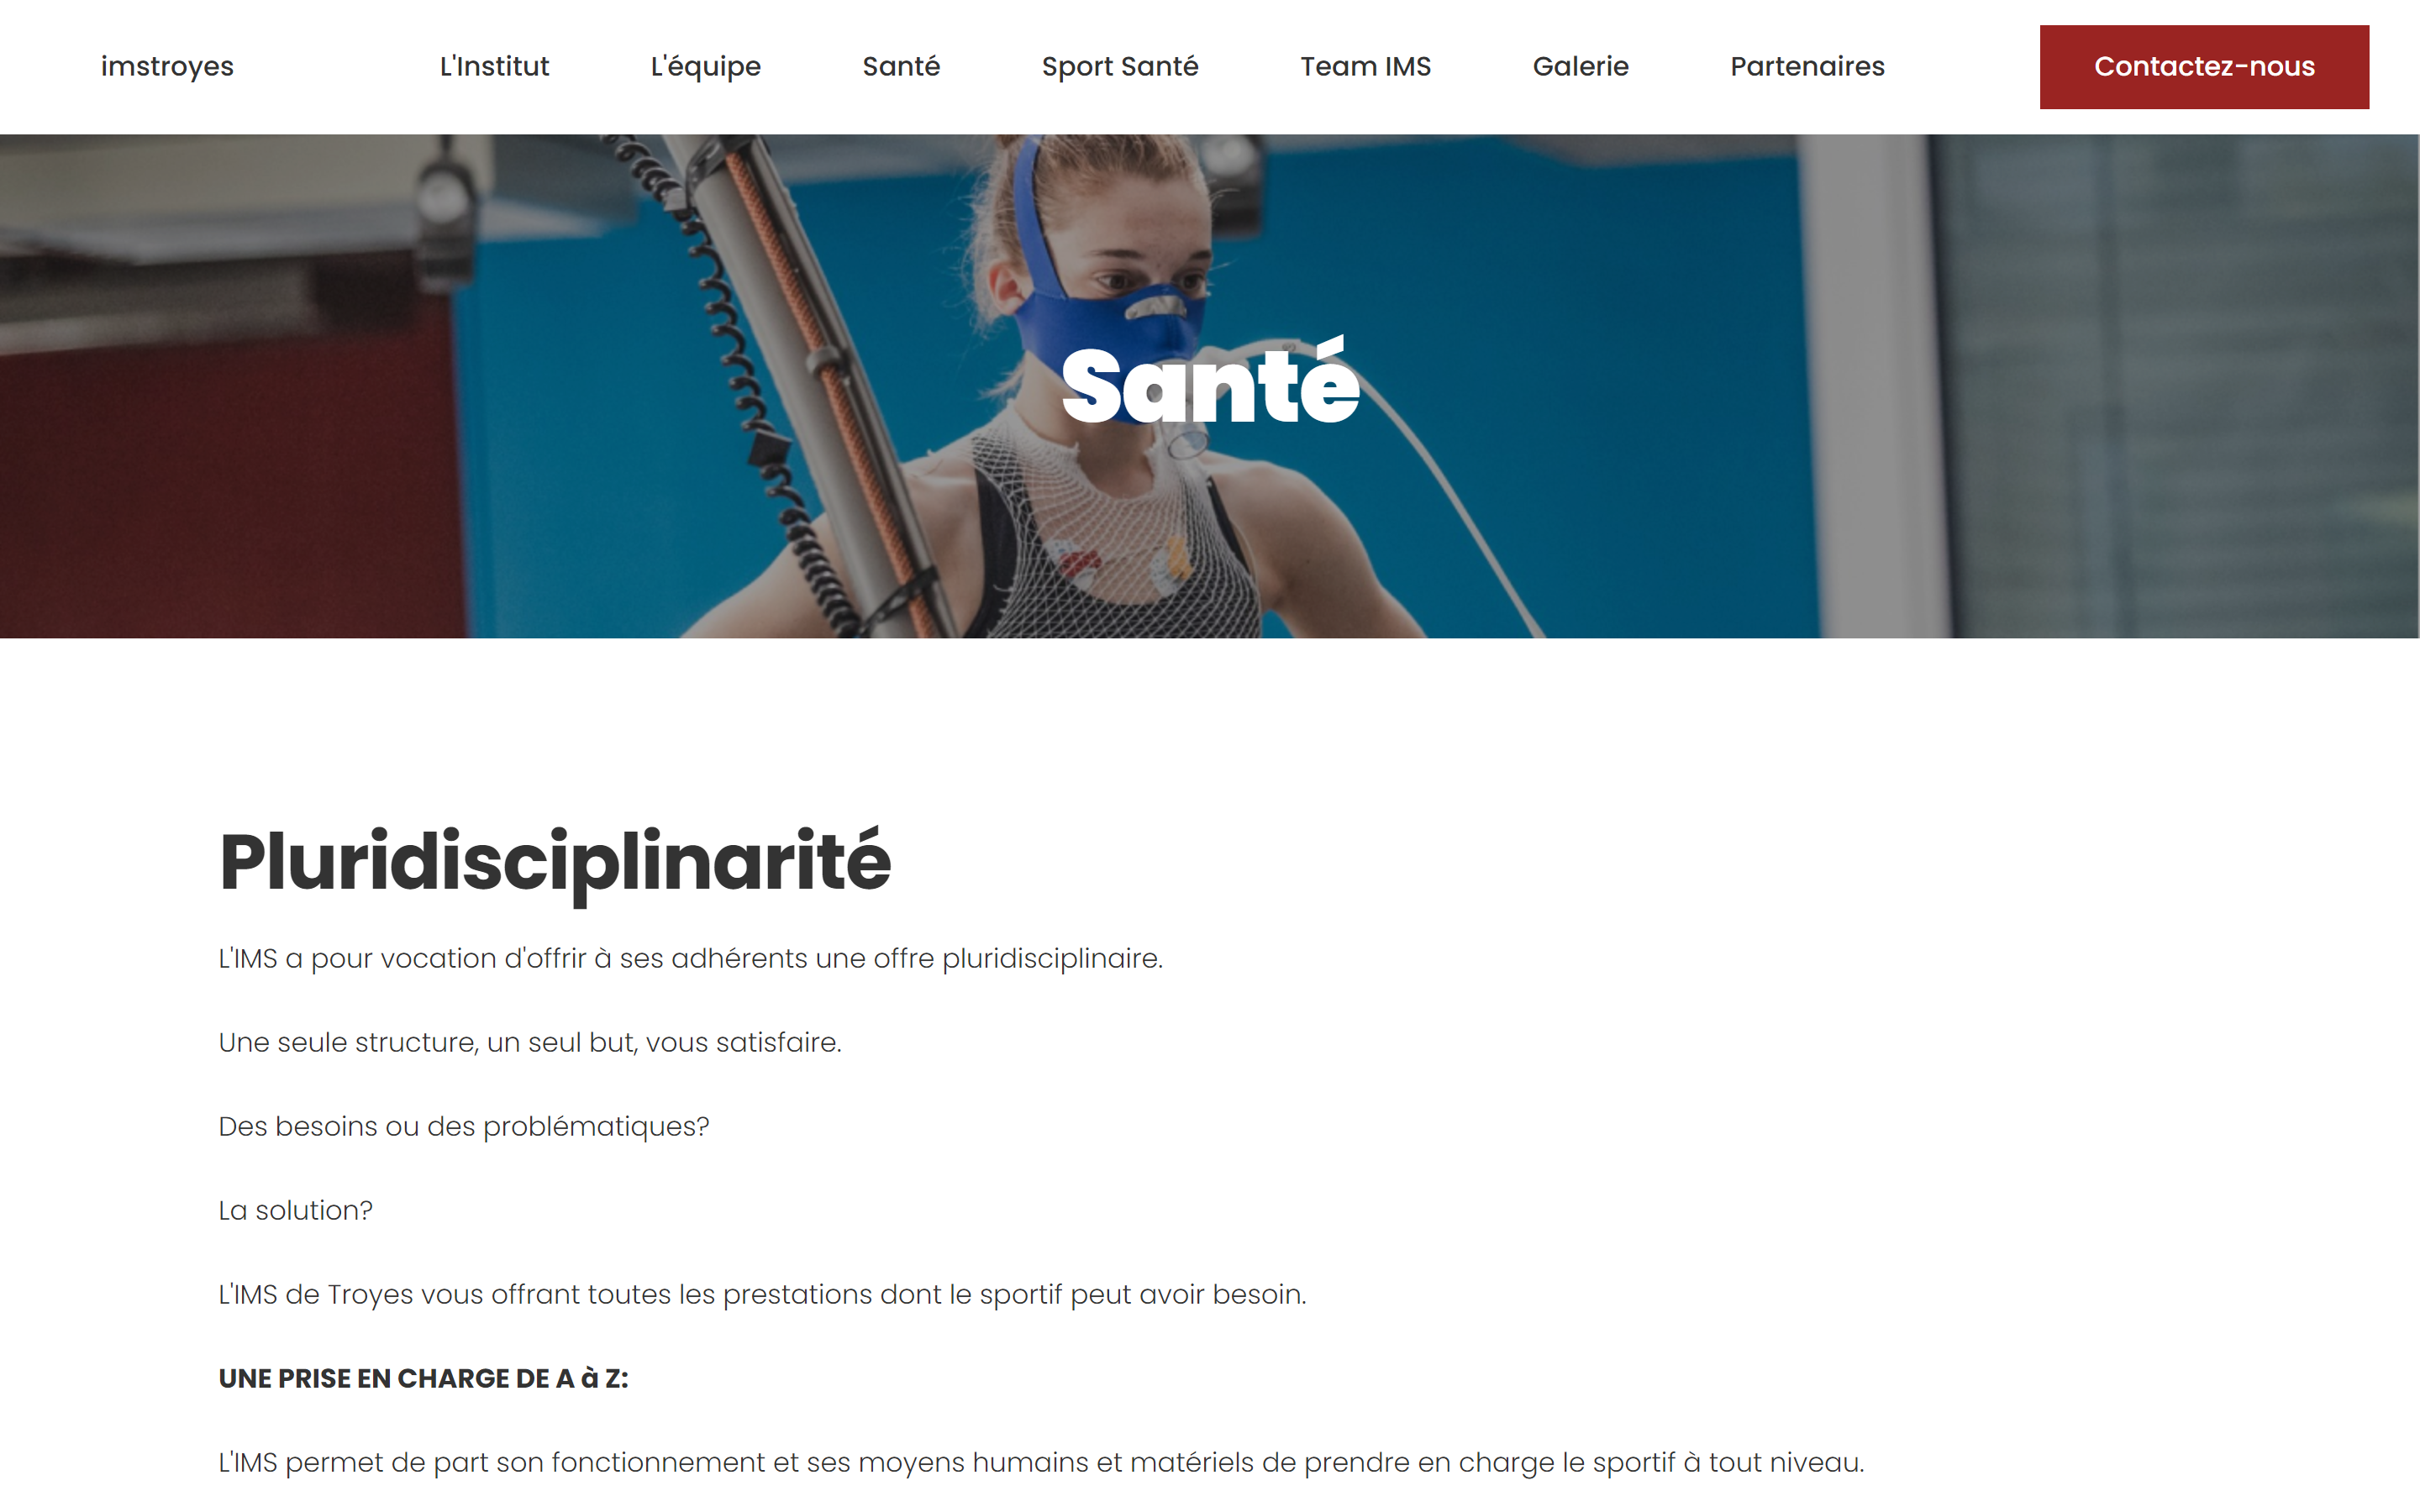 imstroyes
L'Institut
L'équipe
Santé
Sport Santé
Team IMS
Galerie
Partenaires
Contactez-nous
Santé
Pluridisciplinarité
L'IMS a pour vocation d'offrir à ses adhérents une offre pluridisciplinaire.
Une seule structure, un seul but, vous satisfaire.
Des besoins ou des problématiques?
La solution?
L'IMS de Troyes vous offrant toutes les prestations dont le sportif peut avoir besoin.
UNE PRISE EN CHARGE DE A à Z:
L'IMS permet de part son fonctionnement et ses moyens humains et matériels de prendre en charge le sportif à tout niveau.